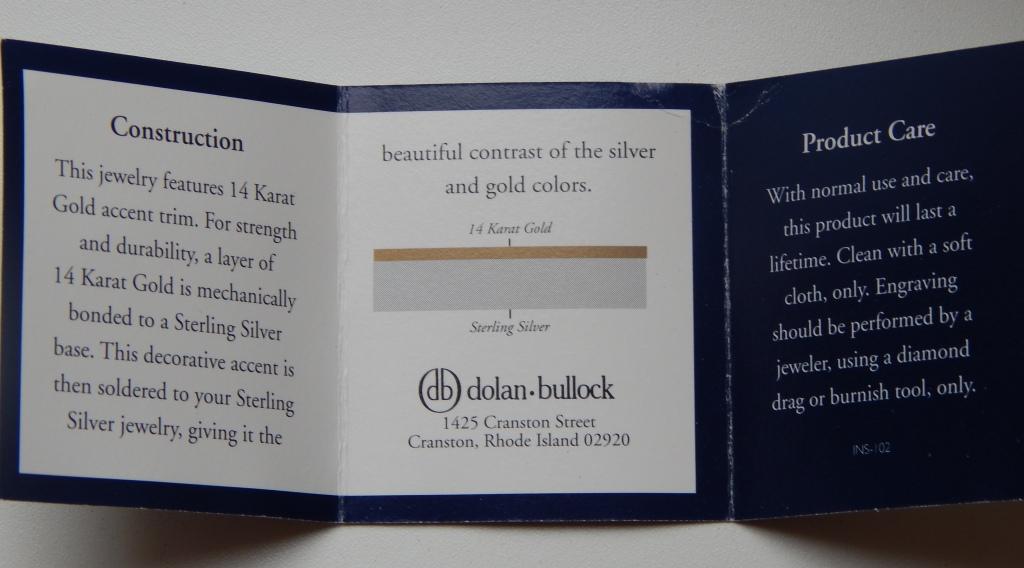 Construction
This jewelry features 14 Karat
Gold accent trim. For strength
and durability, a layer of
14 Karat Gold is mechanically
bonded to a Sterling Silver
base. This decorative accent is
then soldered to your Sterling
Silver jewelry, giving it the
beautiful contrast of the silver
and gold colors.
14 Karat Gold
Sterling Silver
db dolan·bullock
1425 Cranston Street
Cranston, Rhode Island 02920
Product Care
With normal use and care,
this product will last a
lifetime. Clean with a soft
cloth, only. Engraving
should be performed by a
jeweler, using a diamond
drag or burnish tool, only.
INS-102